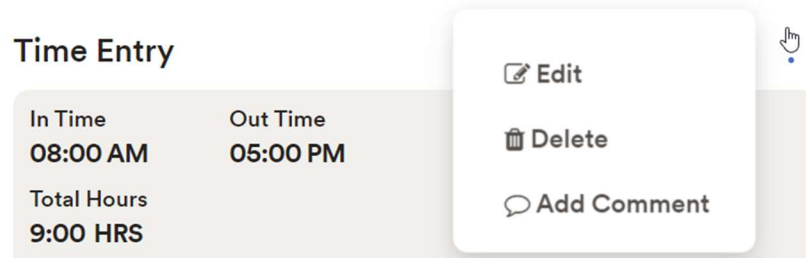 Time Entry
In Time
Out Time
08:00 AM
05:00 PM
Total Hours
9:00 HRS
Edit
Delete
Add Comment